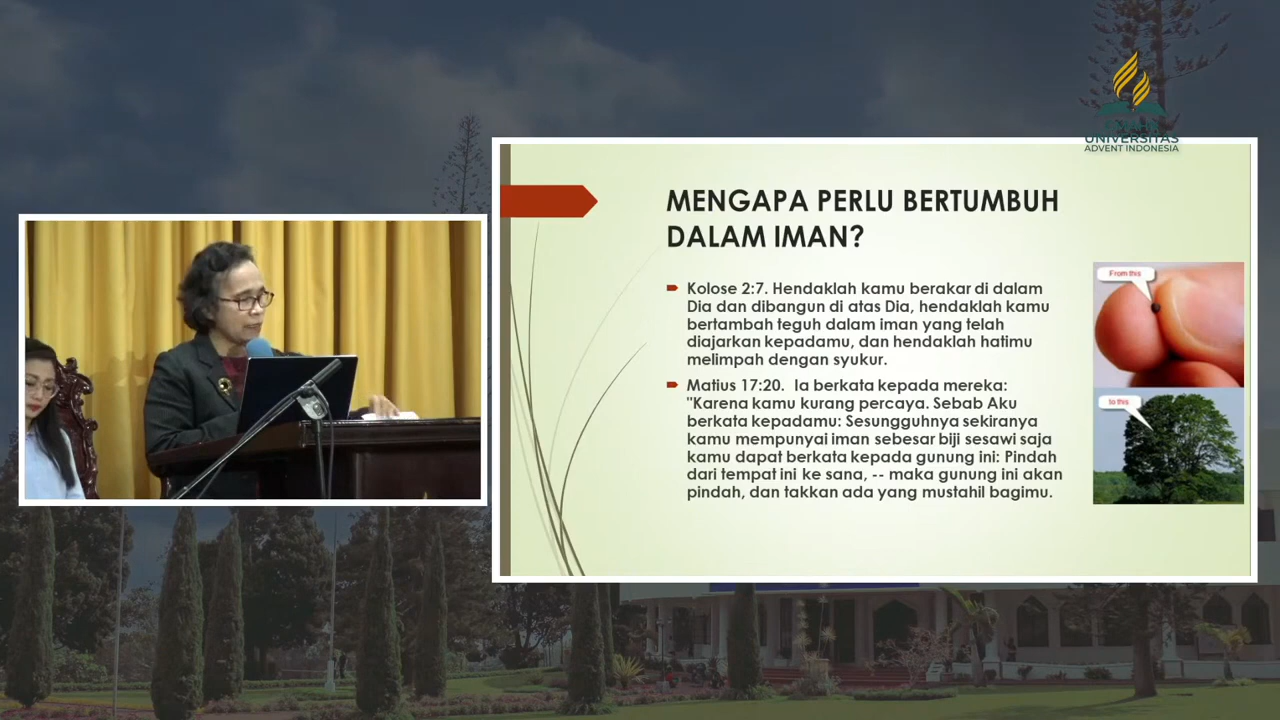 UNIVERSITAS
ADVENT INDONESIA
MENGAPA PERLU BERTUMBUH
DALAM IMAN?
Kolose 2:7. Hendaklah kamu berakar di dalam
Dia dan dibangun di atas Dia, hendaklah kamu
bertambah teguh dalam iman yang telah
diajarkan kepadamu, dan hendaklah hatimu
melimpah dengan syukur.
Matius 17:20.  Ia berkata kepada mereka:
"Karena kamu kurang percaya. Sebab Aku
berkata kepadamu: Sesungguhnya sekiranya
kamu mempunyai iman sebesar biji sesawi saja
kamu dapat berkata kepada gunung ini: Pindah
dari tempat ini ke sana, -- maka gunung ini akan
pindah, dan takkan ada yang mustahil bagimu.
From this
to this